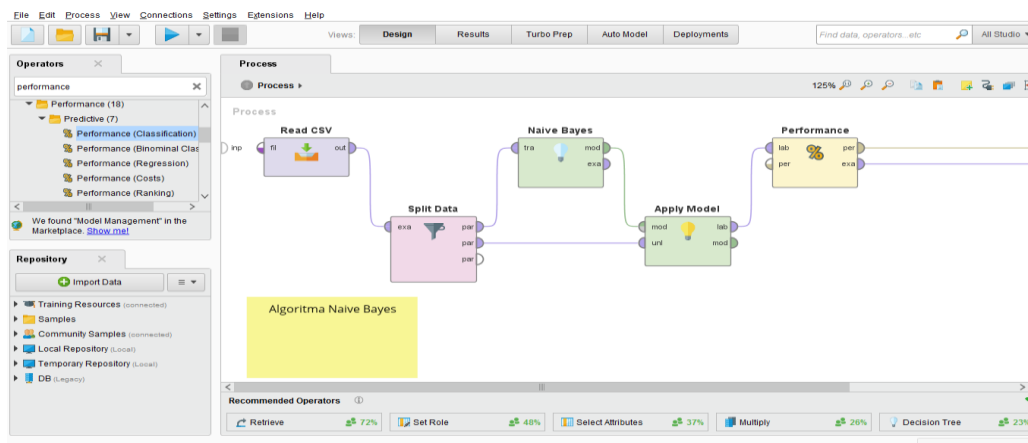 File Edit Process View Connections Settings Extensions Help
Views: Design Results Turbo Prep Auto Model Deployments Find data, operators...etc All Studio
Operators
performance
Performance (18)
Predictive (7)
Performance (Classification)
Performance (Binominal Clas
Performance (Regression)
Performance (Costs)
Performance (Ranking)
We found "Model Management" in the
Marketplace. Show me!
Repository
Import Data
Training Resources (connected)
Samples
Community Samples (connected)
Local Repository (Local)
Temporary Repository (Local)
DB (Legacy)
Process
Process
125%
Process
inp
Read CSV
fil out
Split Data
exa par
par
par
Naive Bayes
tra mod
exa
Apply Model
mod lab
unl mod
Performance
lab per
per exa
Algoritma Naive Bayes
Recommended Operators
Retrieve 72% Set Role 48% Select Attributes 37% Multiply 26% Decision Tree 23%